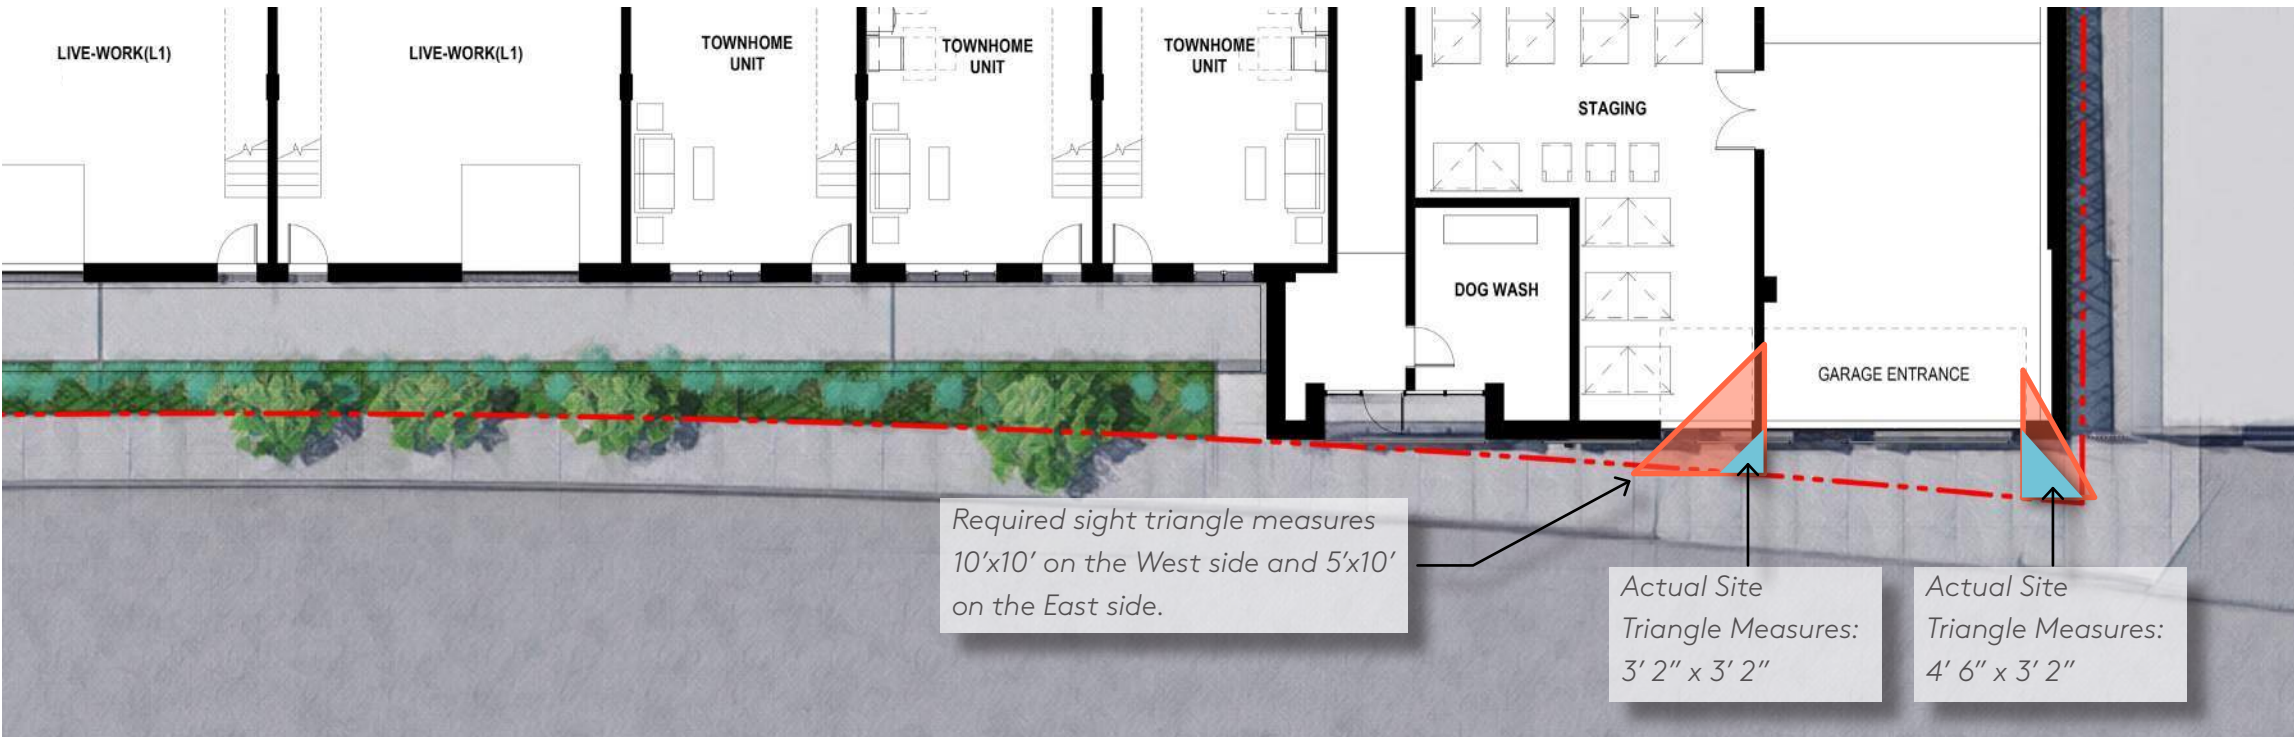 LIVE-WORK(L1)
LIVE-WORK(L1)
TOWNHOME
UNIT
TOWNHOME
UNIT
TOWNHOME
UNIT
STAGING
DOG WASH
GARAGE ENTRANCE
Required sight triangle measures
10'x10' on the West side and 5'x10'
on the East side.
Actual Site
Triangle Measures:
3' 2" x 3' 2"
Actual Site
Triangle Measures:
4' 6" x 3' 2"